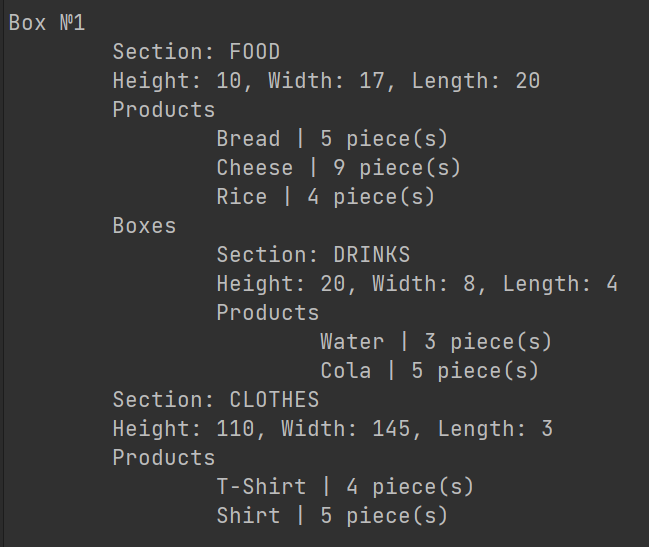 Box №1
Section: FOOD
Height: 10, Width: 17, Length: 20
Products
Bread | 5 piece(s)
Cheese | 9 piece(s)
Rice | 4 piece(s)
Boxes
Section: DRINKS
Height: 20, Width: 8, Length: 4
Products
Water | 3 piece(s)
Cola | 5 piece(s)
Section: CLOTHES
Height: 110, Width: 145, Length: 3
Products
T-Shirt | 4 piece(s)
Shirt | 5 piece(s)